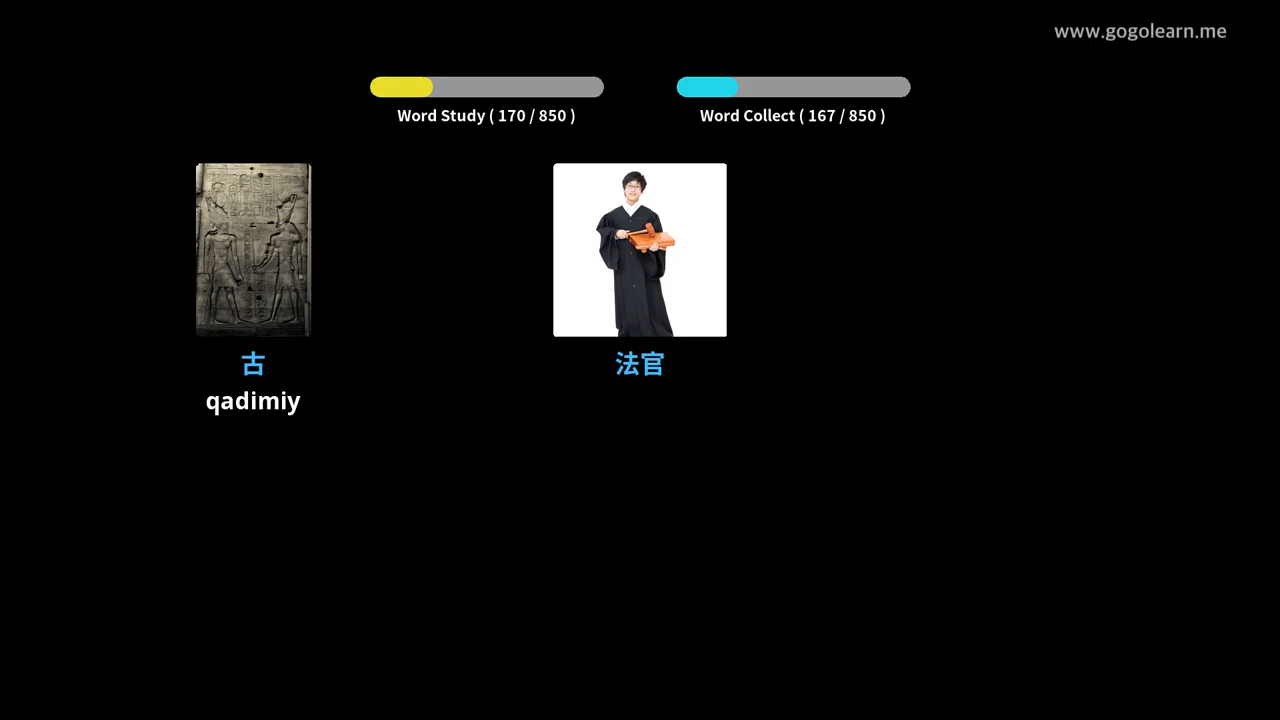 www.gogolearn.me
Word Study ( 170 / 850 )
Word Collect ( 167 / 850 )
古
qadimiy
法官